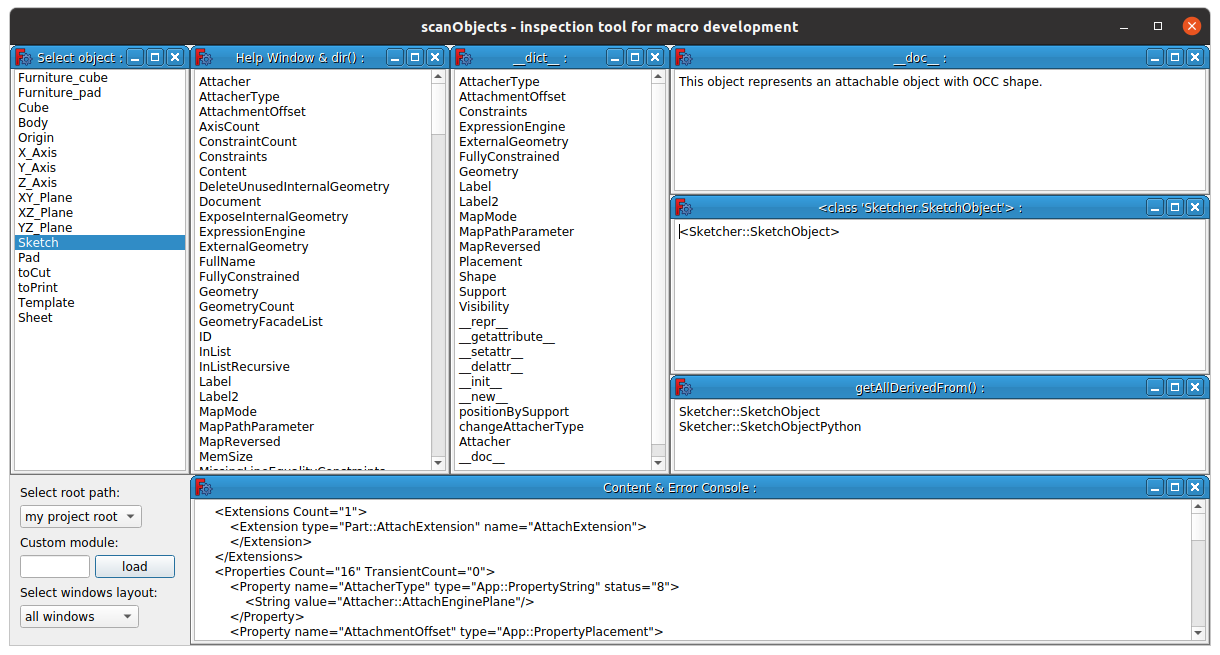 scanObjects - inspection tool for macro development
Select object :
Furniture_cube
Furniture_pad
Cube
Body
Origin
X_Axis
Y_Axis
Z_Axis
XY_Plane
XZ_Plane
YZ_Plane
Sketch
Pad
toCut
toPrint
Template
Sheet
Help Window & dir() :
Attacher
AttacherType
AttachmentOffset
AxisCount
ConstraintCount
Constraints
Content
DeleteUnusedInternalGeometry
Document
ExposeInternalGeometry
ExpressionEngine
ExternalGeometry
FullName
FullyConstrained
Geometry
GeometryCount
GeometryFacadeList
ID
InList
InListRecursive
Label
Label2
MapMode
MapPathParameter
MapReversed
MemSize
MissingLineEqualityConstraints
__dict__ :
AttacherType
AttachmentOffset
Constraints
ExpressionEngine
ExternalGeometry
FullyConstrained
Geometry
Label
Label2
MapMode
MapPathParameter
MapReversed
Placement
Shape
Support
Visibility
__repr__
__getattribute__
__setattr__
__delattr__
__init__
__new__
positionBySupport
changeAttacherType
Attacher
__doc__
__doc__ :
This object represents an attachable object with OCC shape.
<class 'Sketcher.SketchObject'> :
<Sketcher::SketchObject>
getAllDerivedFrom() :
Sketcher::SketchObject
Sketcher::SketchObjectPython
Select root path:
my project root
Custom module:
load
Select windows layout:
all windows
Content & Error Console :
<Extensions Count="1">
<Extension type="Part::AttachExtension" name="AttachExtension">
</Extension>
</Extensions>
<Properties Count="16" TransientCount="0">
<Property name="AttacherType" type="App::PropertyString" status="8">
<String value="Attacher::AttachEnginePlane"/>
</Property>
<Property name="AttachmentOffset" type="App::PropertyPlacement">